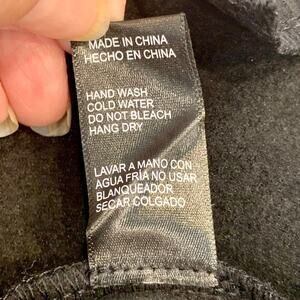 MADE IN CHINA
HECHO EN CHINA
HAND WASH
COLD WATER
DO NOT BLEACH
HANG DRY
LAVAR A MANO CON
AGUA FRIA NO USAR
BLANQUEADOR
SECAR COLGADO